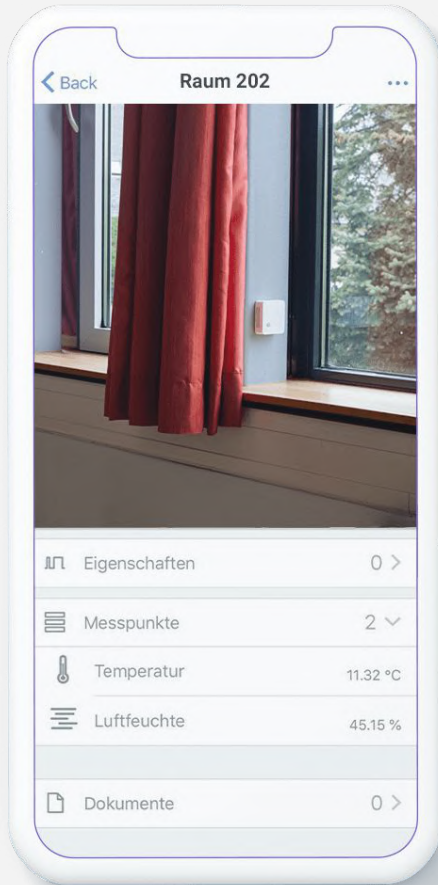 Back
Raum 202
...
Eigenschaften 0
Messpunkte 2
Temperatur 11.32 °C
Luftfeuchte 45.15 %
Dokumente 0